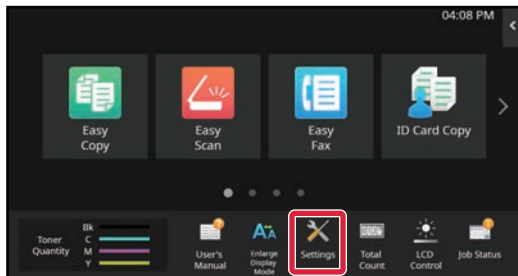 04:08 PM
Easy
Copy
Easy
Scan
Easy
Fax
ID Card Copy
Toner
Quantity
Bk
C
M
Y
User's
Manual
Enlarge
Display
Mode
Settings
Total
Count
LCD
Control
Job Status